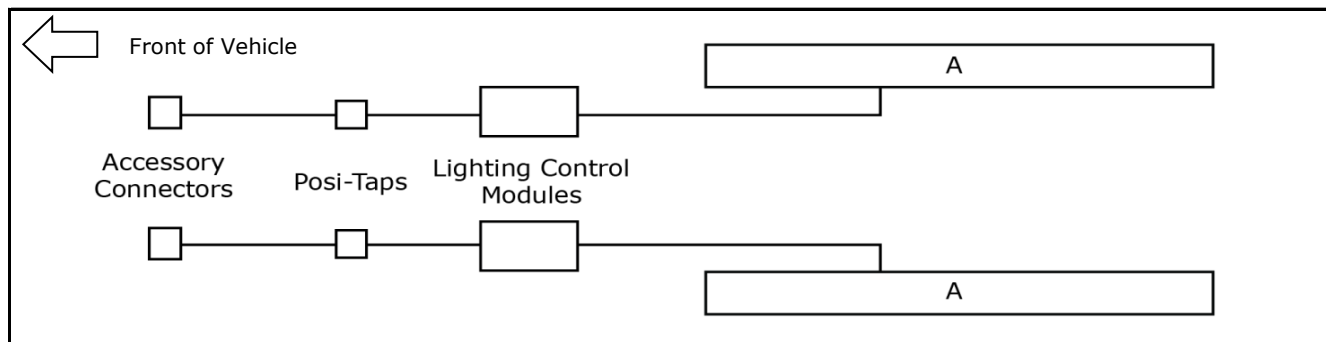 Front of Vehicle
A
Accessory
Connectors
Posi-Taps
Lighting Control
Modules
A